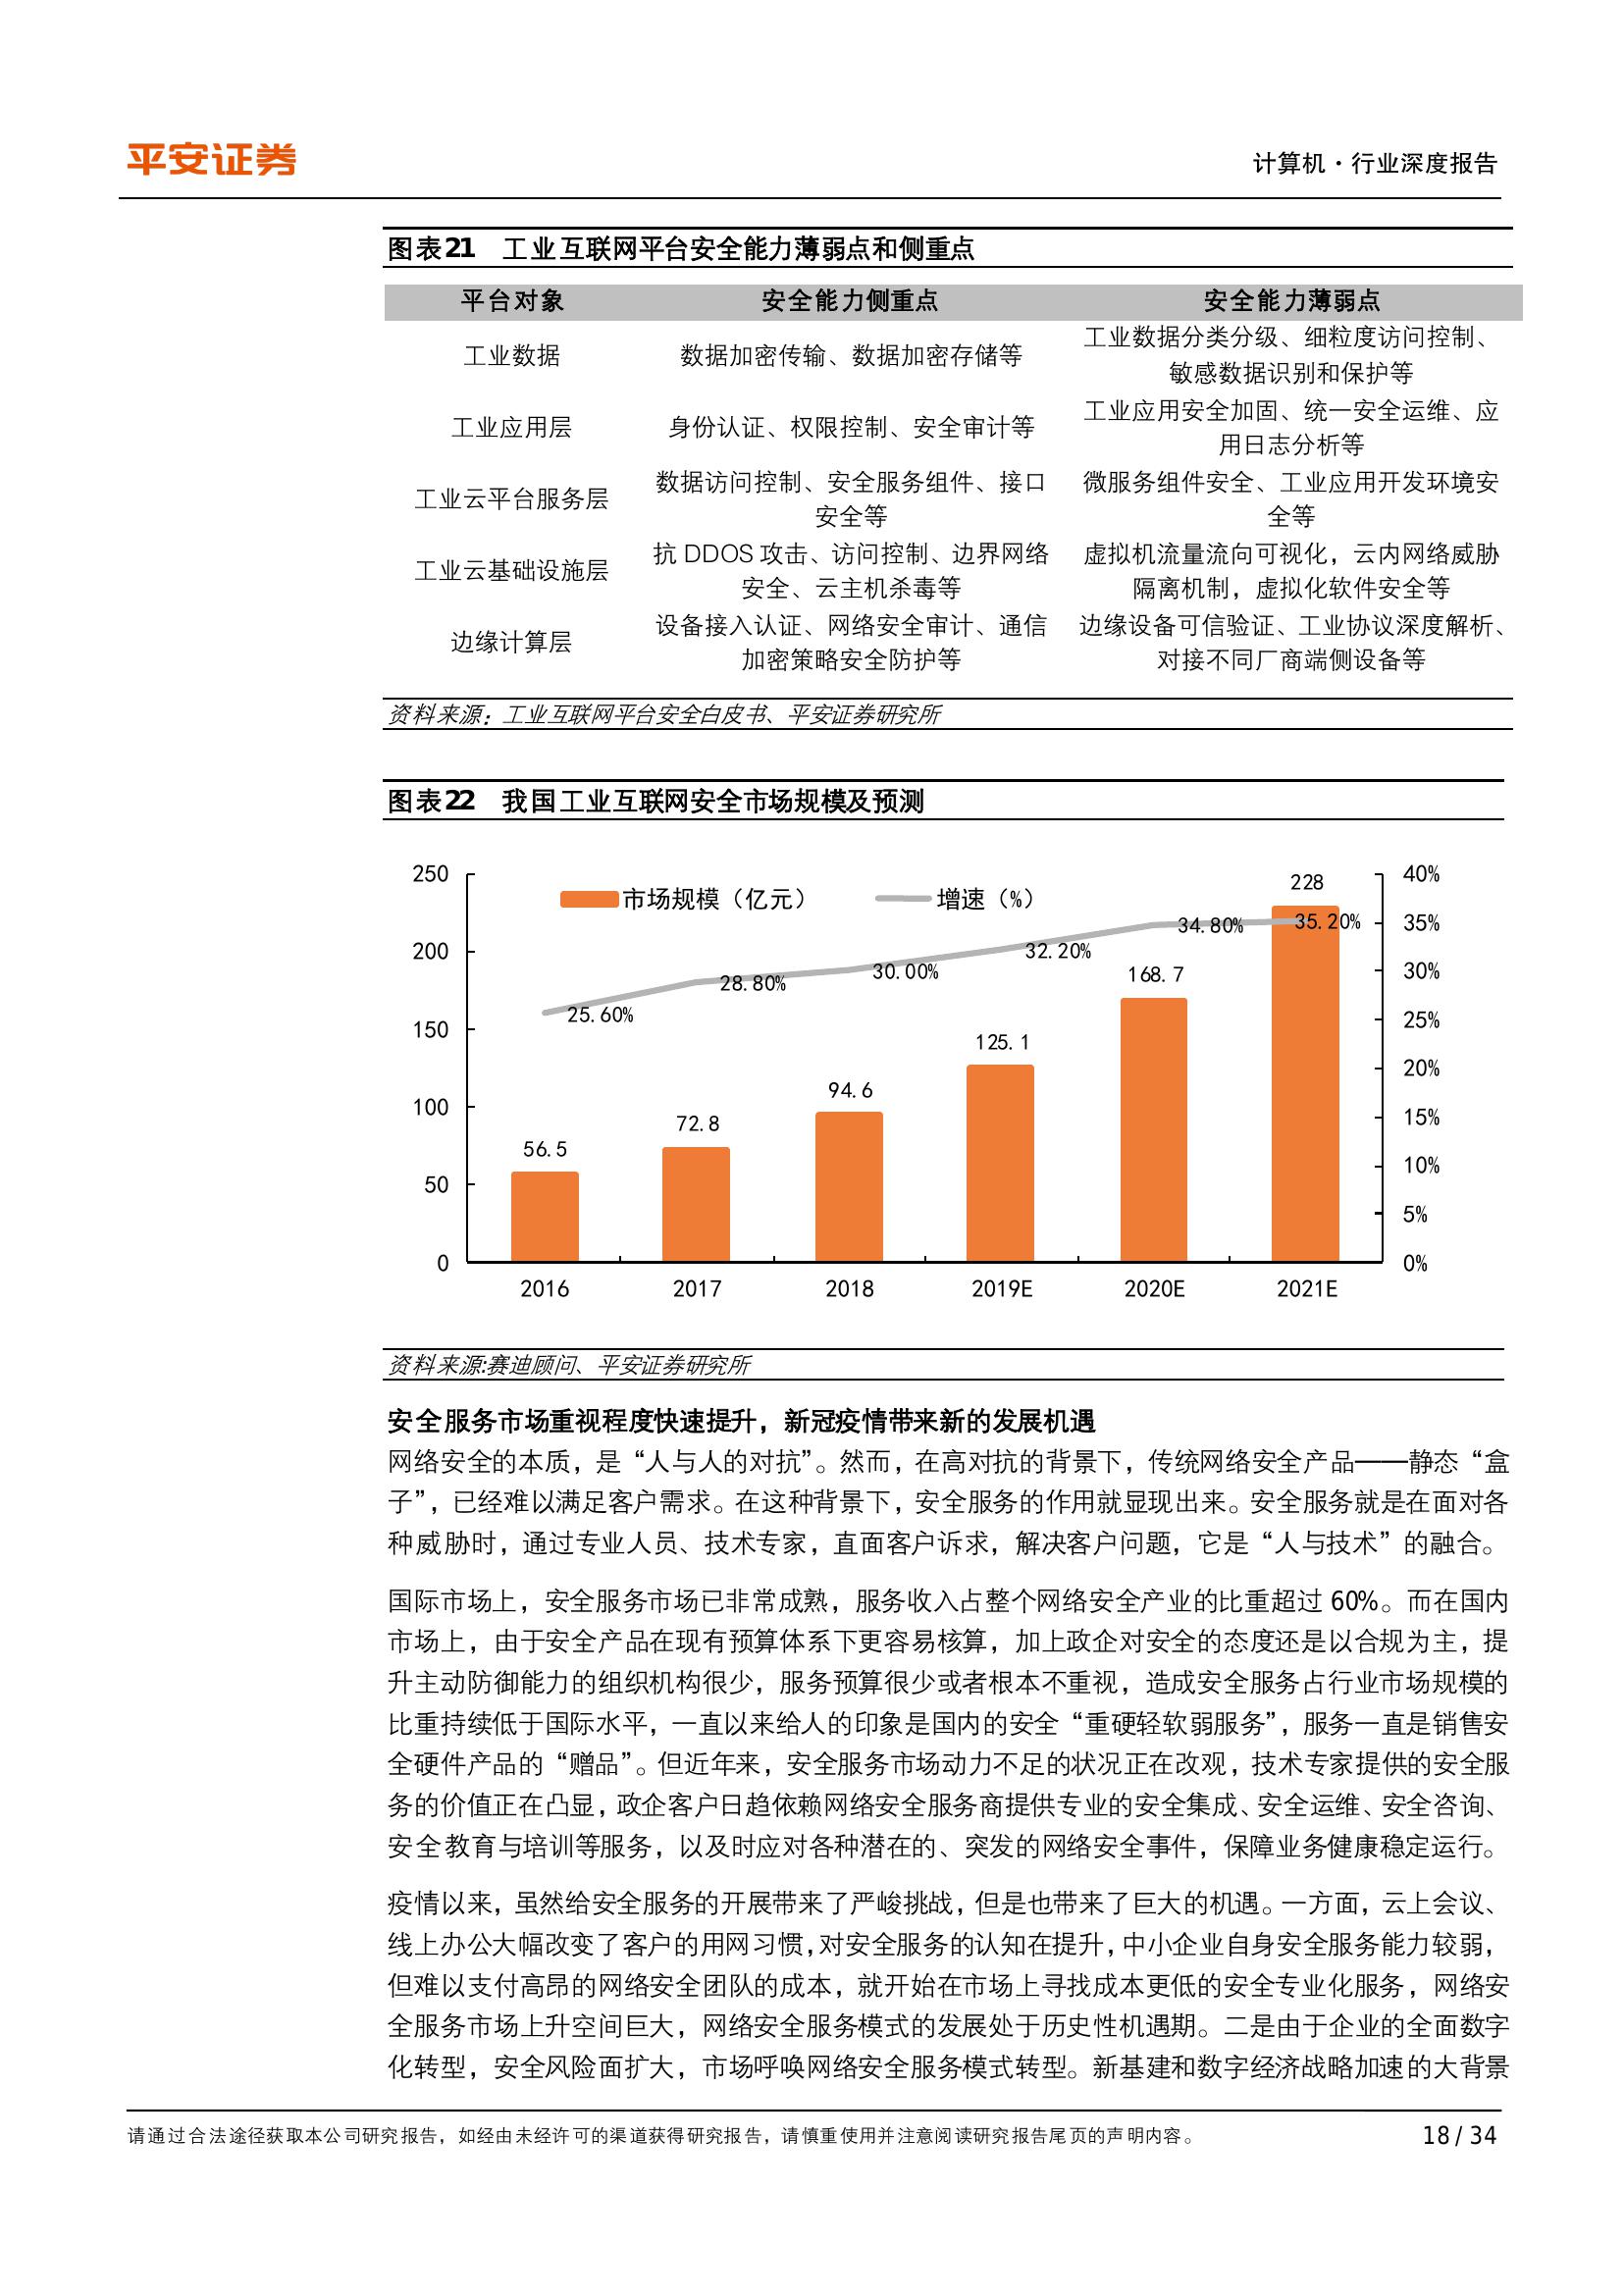 平安证券
计算机·行业深度报告
图表21 工业互联网平台安全能力薄弱点和侧重点
平台对象 安全能力侧重点 安全能力薄弱点
工业数据 数据加密传输、数据加密存储等 工业数据分类分级、细粒度访问控制、
敏感数据识别和保护等
工业应用层 身份认证、权限控制、安全审计等 工业应用安全加固、统一安全运维、应
用日志分析等
工业云平台服务层 数据访问控制、安全服务组件、接口 微服务组件安全、工业应用开发环境安
安全等 全等
工业云基础设施层 抗 DDOS 攻击、访问控制、边界网络 虚拟机流量流向可视化，云内网络威胁
安全、云主机杀毒等 隔离机制，虚拟化软件安全等
边缘计算层 设备接入认证、网络安全审计、通信 边缘设备可信验证、工业协议深度解析、
加密策略安全防护等 对接不同厂商端侧设备等
资料来源：工业互联网平台安全白皮书、平安证券研究所
图表22 我国工业互联网安全市场规模及预测
市场规模（亿元） 增速（%）
250
200
150
100
50
0
40%
35%
30%
25%
20%
15%
10%
5%
0%
25.60%
28.80%
30.00%
32.20%
34.80%
35.20%
56.5
72.8
94.6
125.1
168.7
228
2016 2017 2018 2019E 2020E 2021E
资料来源:赛迪顾问、平安证券研究所
安全服务市场重视程度快速提升，新冠疫情带来新的发展机遇
网络安全的本质，是“人与人的对抗”。然而，在高对抗的背景下，传统网络安全产品——静态“盒
子”，已经难以满足客户需求。在这种背景下，安全服务的作用就显现出来。安全服务就是在面对各
种威胁时，通过专业人员、技术专家，直面客户诉求，解决客户问题，它是“人与技术”的融合。
国际市场上，安全服务市场已非常成熟，服务收入占整个网络安全产业的比重超过 60%。而在国内
市场上，由于安全产品在现有预算体系下更容易核算，加上政企对安全的态度还是以合规为主，提
升主动防御能力的组织机构很少，服务预算很少或者根本不重视，造成安全服务占行业市场规模的
比重持续低于国际水平，一直以来给人的印象是国内的安全“重硬轻软弱服务”，服务一直是销售安
全硬件产品的“赠品”。但近年来，安全服务市场动力不足的状况正在改观，技术专家提供的安全服
务的价值正在凸显，政企客户日趋依赖网络安全服务商提供专业的安全集成、安全运维、安全咨询、
安全教育与培训等服务，以及时应对各种潜在的、突发的网络安全事件，保障业务健康稳定运行。
疫情以来，虽然给安全服务的开展带来了严峻挑战，但是也带来了巨大的机遇。一方面，云上会议、
线上办公大幅改变了客户的用网习惯，对安全服务的认知在提升，中小企业自身安全服务能力较弱，
但难以支付高昂的网络安全团队的成本，就开始在市场上寻找成本更低的安全专业化服务，网络安
全服务市场上升空间巨大，网络安全服务模式的发展处于历史性机遇期。二是由于企业的全面数字
化转型，安全风险面扩大，市场呼唤网络安全服务模式转型。新基建和数字经济战略加速的大背景
请通过合法途径获取本公司研究报告，如经由未经许可的渠道获得研究报告，请慎重使用并注意阅读研究报告尾页的声明内容。
18 / 34